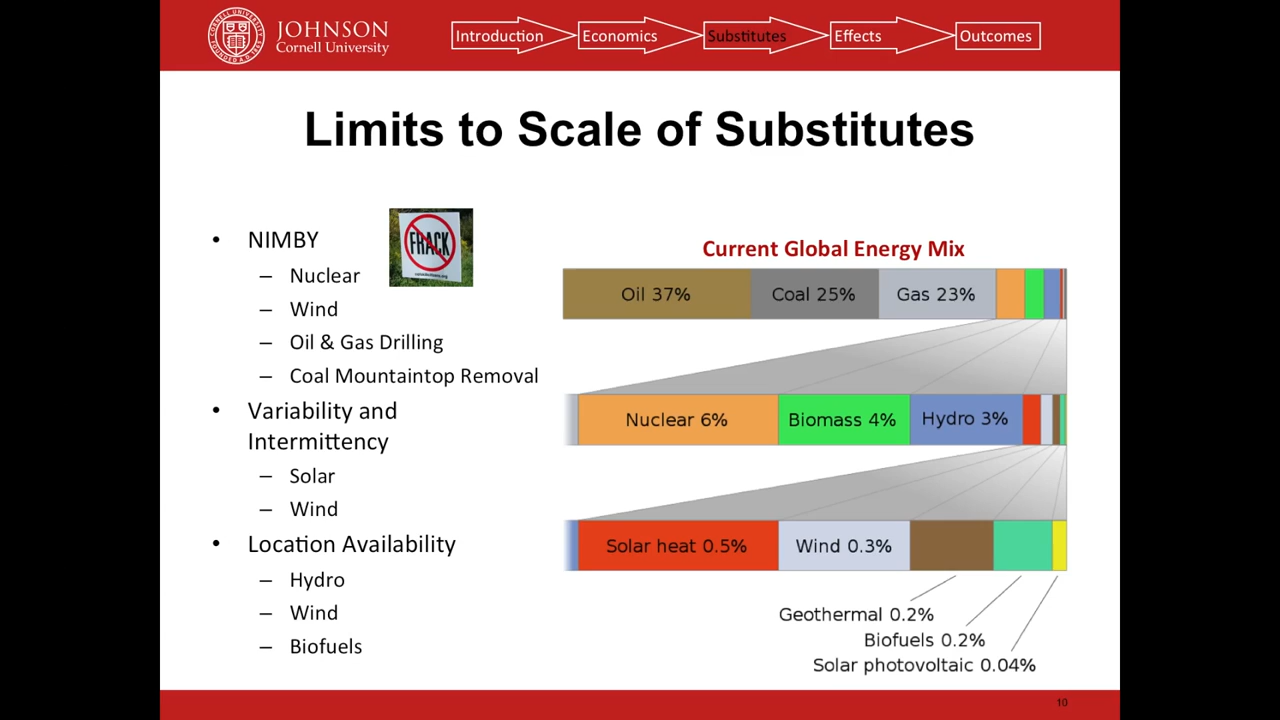 JOHNSON
Cornell University
Introduction
Economics
Substitutes
Effects
Outcomes
Limits to Scale of Substitutes
• NIMBY
– Nuclear
– Wind
– Oil & Gas Drilling
– Coal Mountaintop Removal
• Variability and
Intermittency
– Solar
– Wind
• Location Availability
– Hydro
– Wind
– Biofuels
FRACK
Current Global Energy Mix
Oil 37%
Coal 25%
Gas 23%
Nuclear 6%
Biomass 4%
Hydro 3%
Solar heat 0.5%
Wind 0.3%
Geothermal 0.2%
Biofuels 0.2%
Solar photovoltaic 0.04%
10